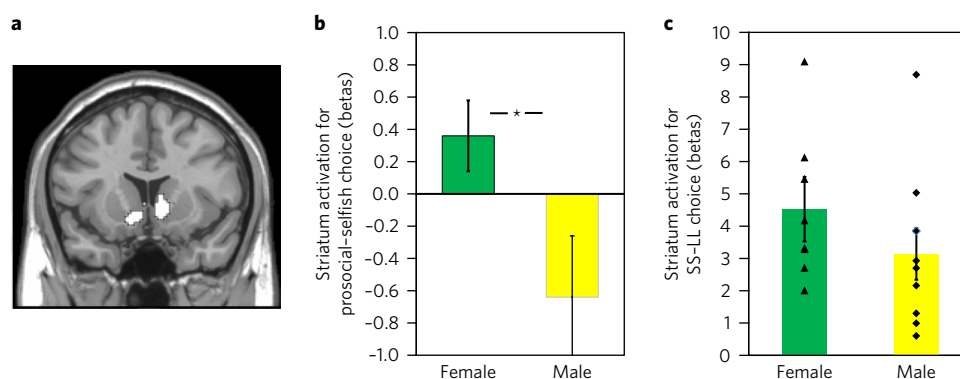 a
b
Striatum activation for
prosocial–selfish choice (betas)
1.0
0.8
0.6
0.4
0.2
0.0
−0.2
−0.4
−0.6
−0.8
−1.0
*
Female
Male
c
Striatum activation for
SS–LL choice (betas)
10
9
8
7
6
5
4
3
2
1
0
Female
Male